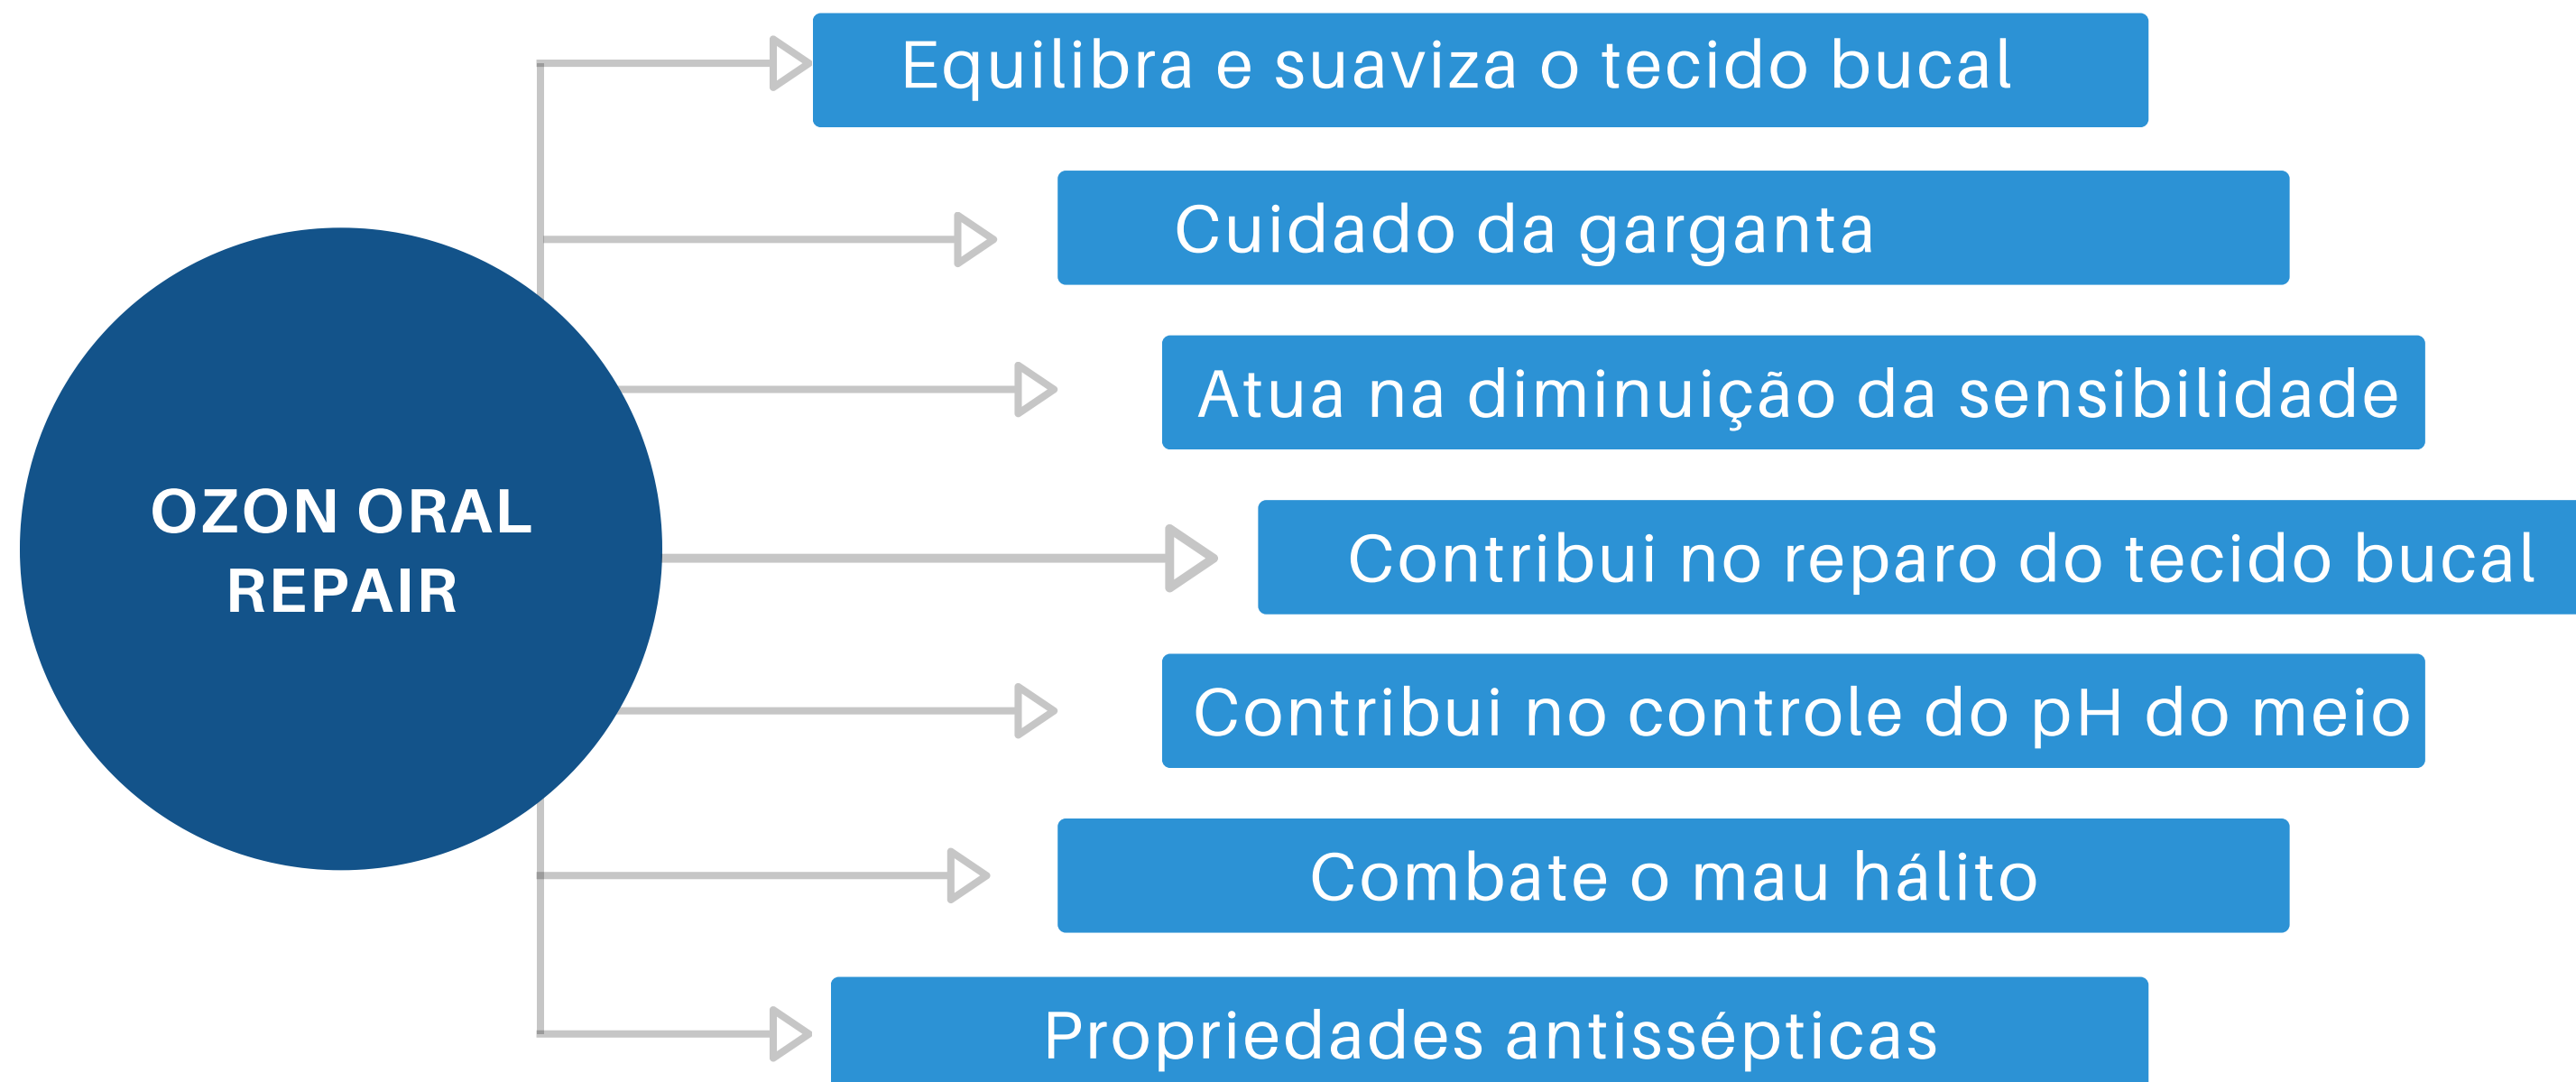 Equilibra e suaviza o tecido bucal
Cuidado da garganta
Atua na diminuição da sensibilidade
OZON ORAL
REPAIR
Contribui no reparo do tecido bucal
Contribui no controle do pH do meio
Combate o mau hálito
Propriedades antissépticas